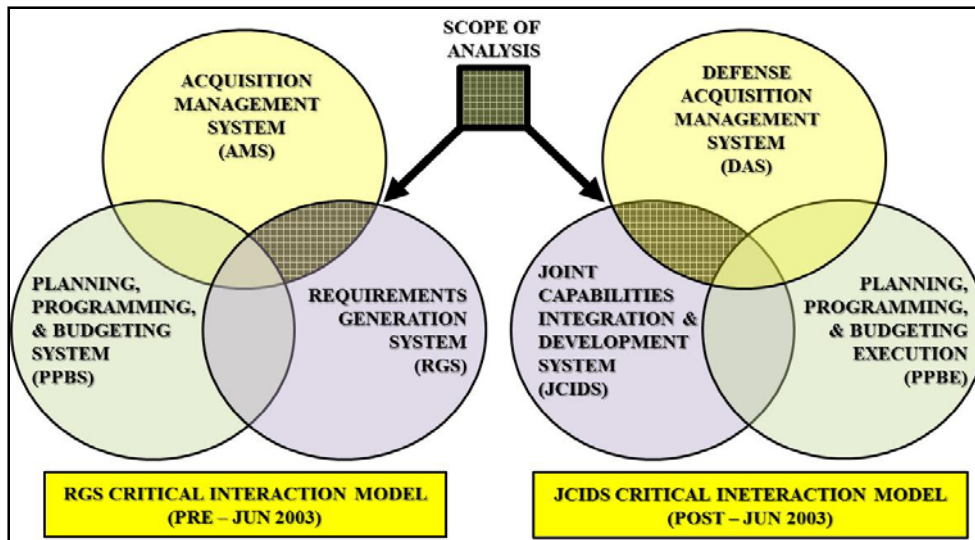 SCOPE OF
ANALYSIS
ACQUISITION
MANAGEMENT
SYSTEM
(AMS)
PLANNING,
PROGRAMMING,
& BUDGETING
SYSTEM
(PPBS)
REQUIREMENTS
GENERATION
SYSTEM
(RGS)
RGS CRITICAL INTERACTION MODEL
(PRE – JUN 2003)
DEFENSE
ACQUISITION
MANAGEMENT
SYSTEM
(DAS)
JOINT
CAPABILITIES
INTEGRATION &
DEVELOPMENT
SYSTEM
(JCIDS)
PLANNING,
PROGRAMMING,
& BUDGETING
EXECUTION
(PPBE)
JCIDS CRITICAL INETERACTION MODEL
(POST – JUN 2003)